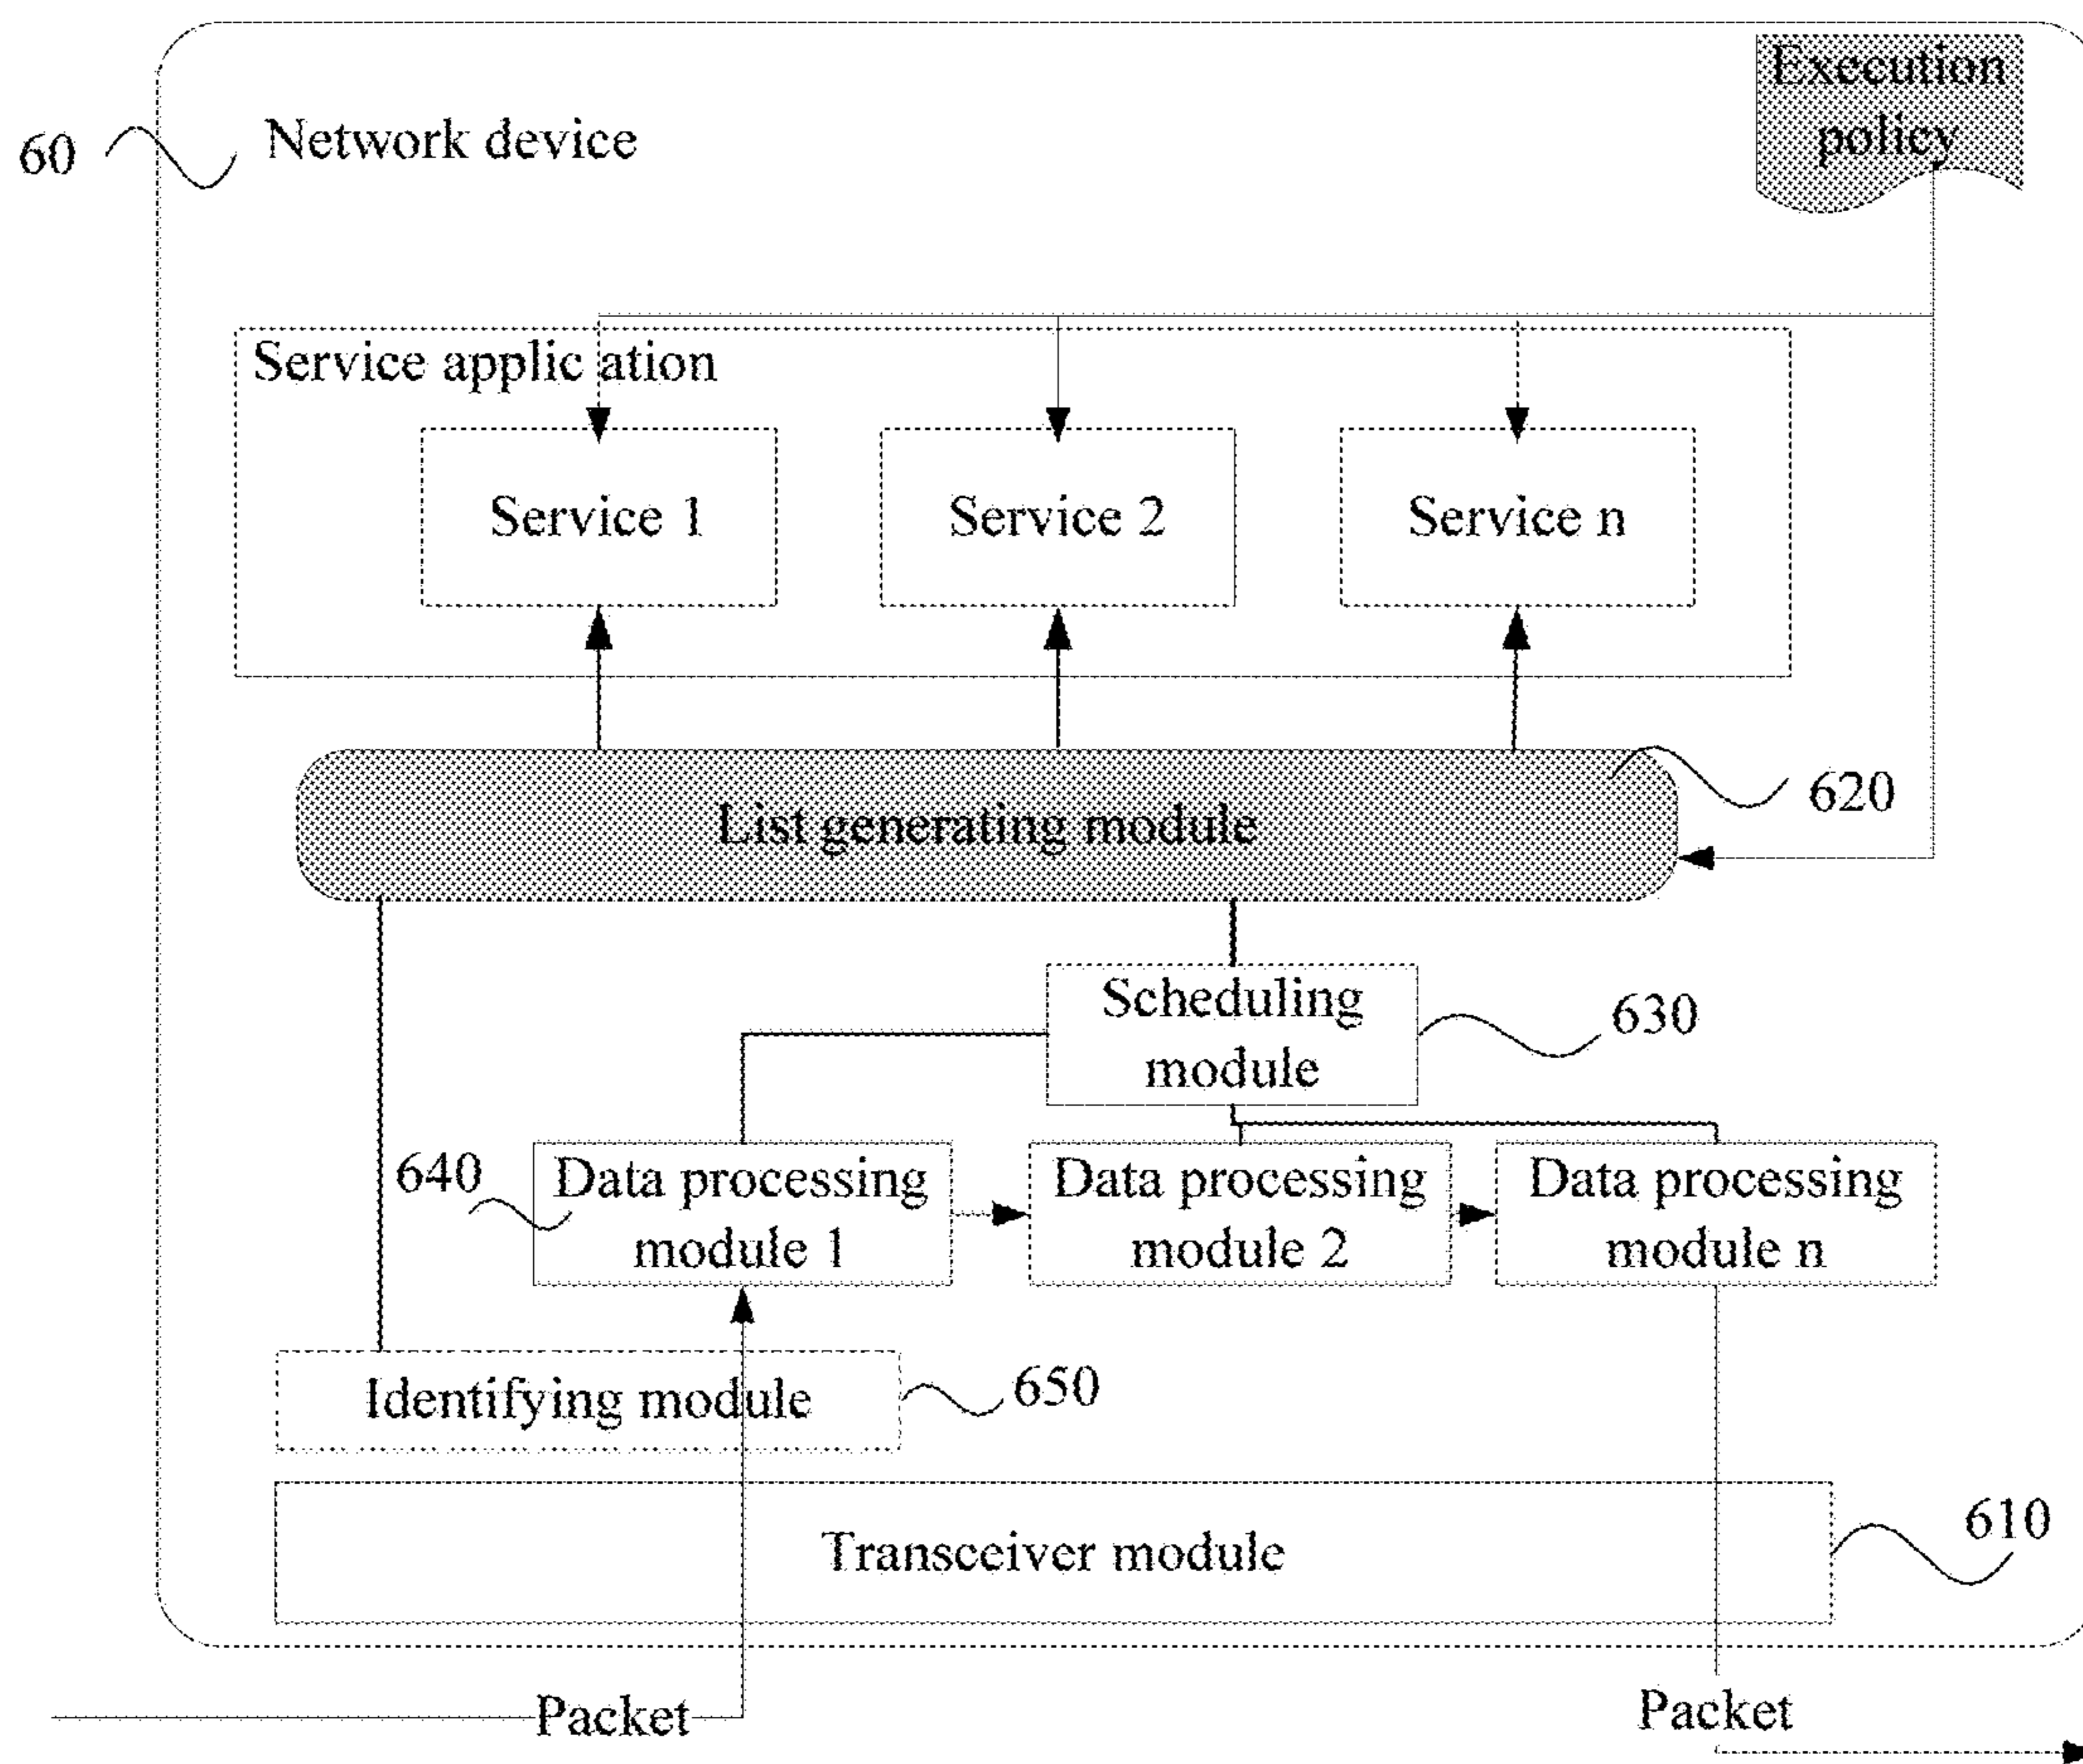 Execution
policy
60
Network device
Service applic ation
Service 1
Service 2
Service n
620
List generating module
Scheduling
module
630
640
Data processing
module 1
Data processing
module 2
Data processing
module n
Identifying module
650
Transceiver module
610
Packet
Packet